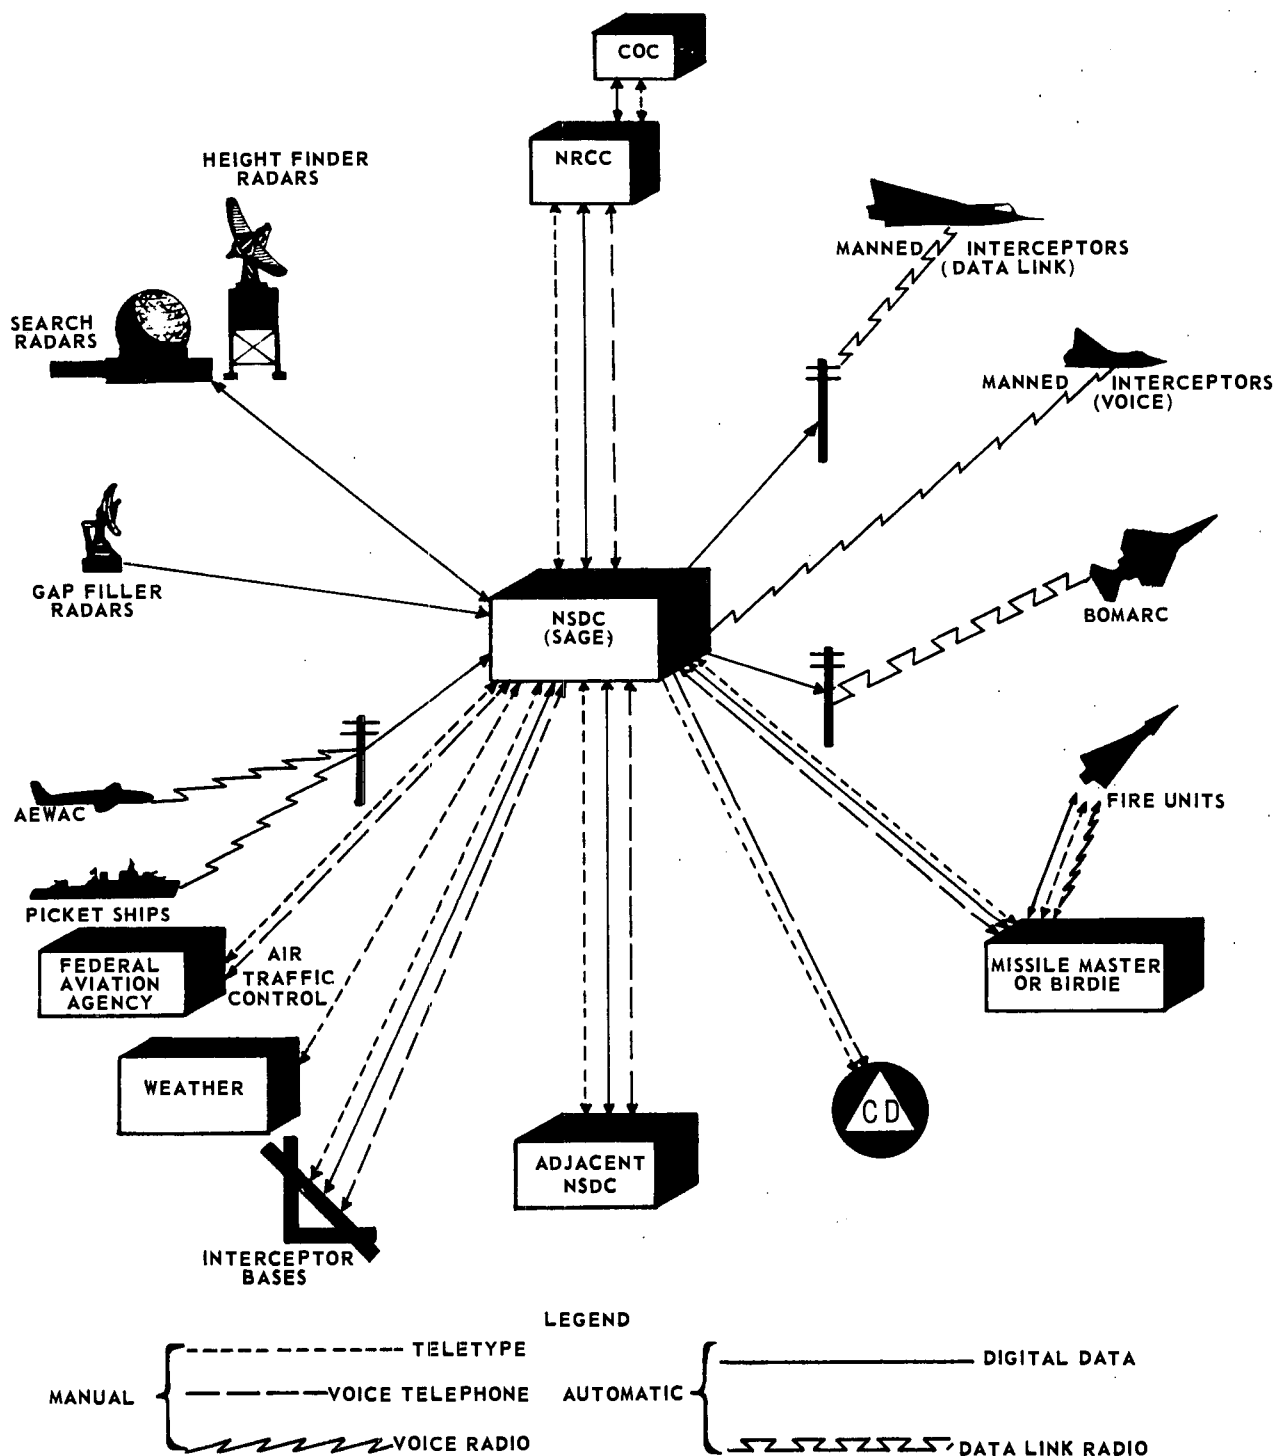 COC
NRCC
HEIGHT FINDER
RADARS
MANNED INTERCEPTORS
(DATA LINK)
SEARCH
RADARS
MANNED INTERCEPTORS
(VOICE)
GAP FILLER
RADARS
NSDC
(SAGE)
BOMARC
AEWAC
FIRE UNITS
PICKET SHIPS
FEDERAL
AVIATION
AGENCY
AIR
TRAFFIC
CONTROL
MISSILE MASTER
OR BIRDIE
WEATHER
CD
ADJACENT
NSDC
INTERCEPTOR
BASES
LEGEND
MANUAL
TELETYPE
VOICE TELEPHONE
VOICE RADIO
AUTOMATIC
DIGITAL DATA
DATA LINK RADIO